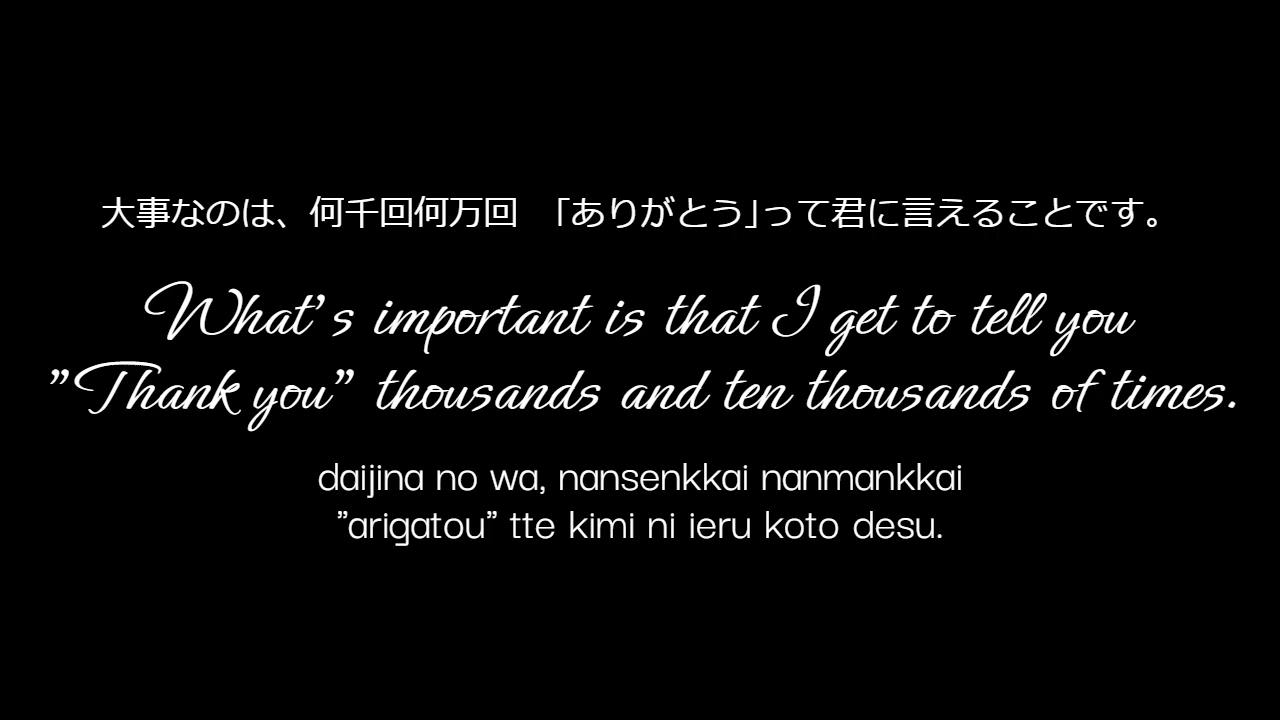 大事なのは、何千回何万回　「ありがとう」って君に言えることです。
What’s important is that I get to tell you
”Thank you” thousands and ten thousands of times.
daijina no wa, nansenkkai nanmankkai
”arigatou” tte kimi ni ieru koto desu.